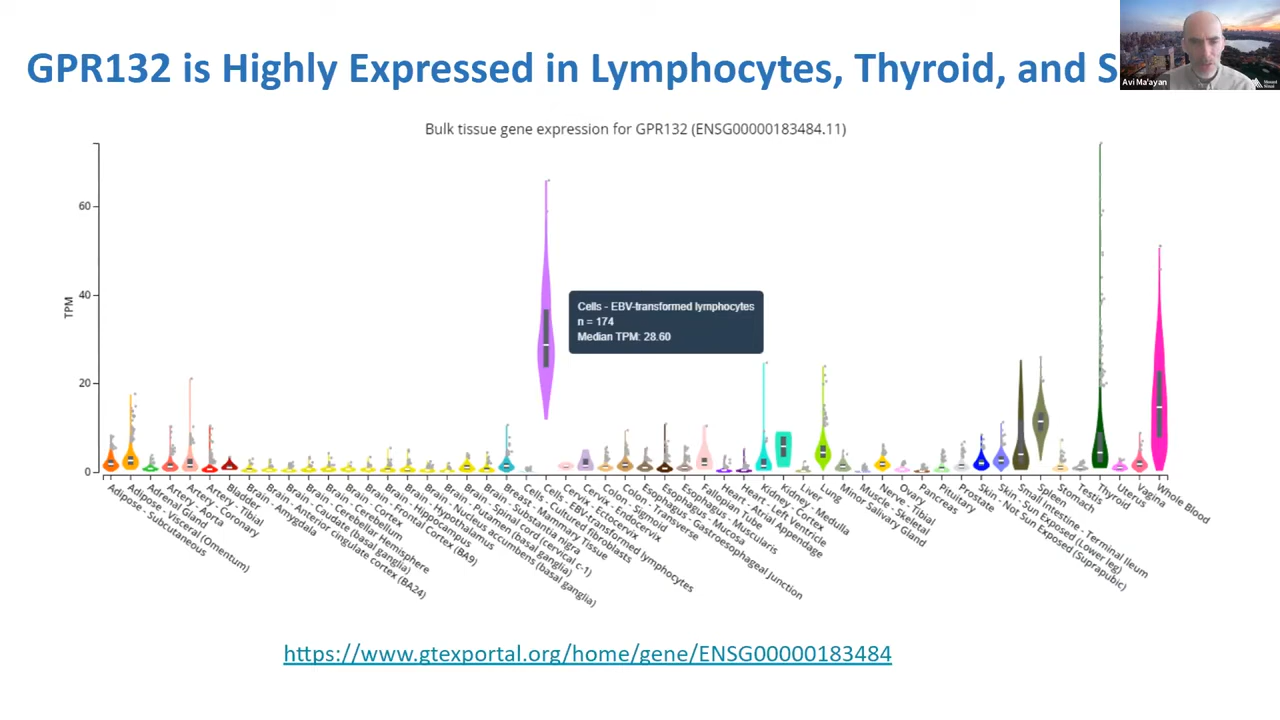 GPR132 is Highly Expressed in Lymphocytes, Thyroid, and S
Avi Ma'ayan
Mount
Sinai
Bulk tissue gene expression for GPR132 (ENSG00000183484.11)
TPM
60
40
20
0
Cells - EBV-transformed lymphocytes
n = 174
Median TPM: 28.60
Adipose - Subcutaneous
Adipose - Visceral (Omentum)
Adrenal Gland
Artery - Aorta
Artery - Coronary
Artery - Tibial
Bladder
Brain - Amygdala
Brain - Anterior cingulate cortex (BA24)
Brain - Caudate (basal ganglia)
Brain - Cerebellar Hemisphere
Brain - Cerebellum
Brain - Cortex
Brain - Frontal Cortex (BA9)
Brain - Hippocampus
Brain - Hypothalamus
Brain - Nucleus accumbens (basal ganglia)
Brain - Putamen (basal ganglia)
Brain - Spinal cord (cervical c-1)
Brain - Substantia nigra
Breast - Mammary Tissue
Cells - Cultured fibroblasts
Cells - EBV-transformed lymphocytes
Cervix - Ectocervix
Cervix - Endocervix
Colon - Sigmoid
Colon - Transverse
Esophagus - Gastroesophageal Junction
Esophagus - Mucosa
Esophagus - Muscularis
Fallopian Tube
Heart - Atrial Appendage
Heart - Left Ventricle
Kidney - Cortex
Kidney - Medulla
Liver
Lung
Minor Salivary Gland
Muscle - Skeletal
Nerve - Tibial
Ovary
Pancreas
Pituitary
Prostate
Skin - Not Sun Exposed (Suprapubic)
Skin - Sun Exposed (Lower leg)
Small Intestine - Terminal Ileum
Spleen
Stomach
Testis
Thyroid
Uterus
Vagina
Whole Blood
https://www.gtexportal.org/home/gene/ENSG00000183484